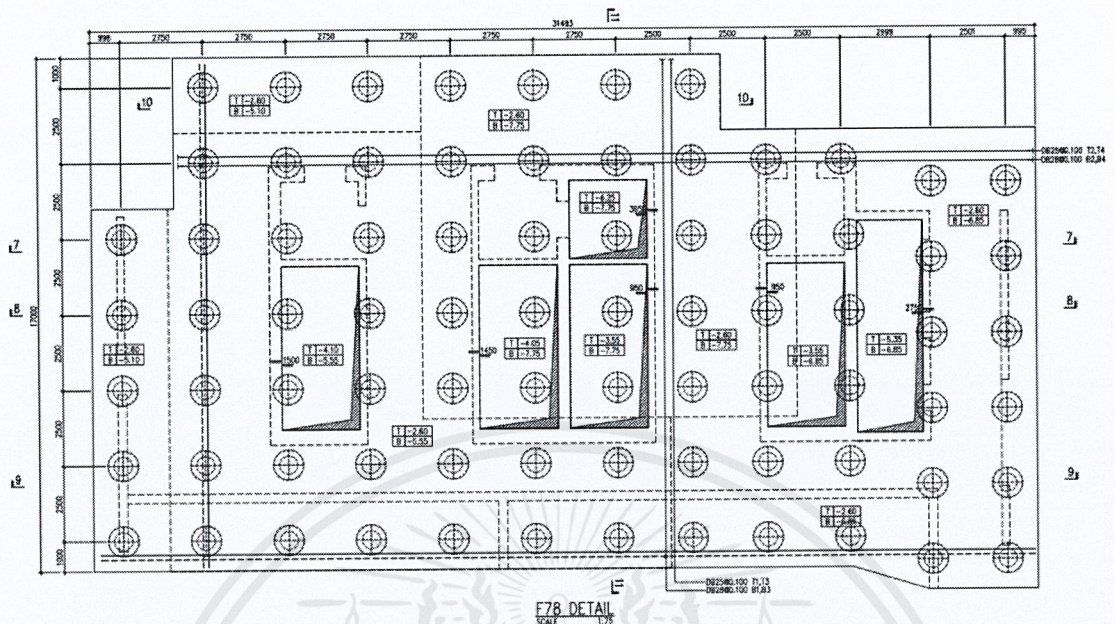 31493
998 2750 2750 2750 2750 2750 2750 2500 2500 2500 2999 2501 995
1000
2500
2500
2500
2500
2500
2500
1000
17000
10
10
T -2.60
B -5.10
T -2.60
B -7.75
DB25@0.100 T2,T4
DB28@0.100 B2,B4
T -6.25
B -7.75
T -2.60
B -6.85
7
7
8
8
950
950
T -2.60
B -5.10
T -4.10
B -5.55
1500
1450
T -4.05
B -7.75
T -3.55
B -7.75
T -2.60
B -7.75
T -3.55
B -6.85
T -5.35
B -6.85
T -2.60
B -5.55
9
9
T -2.60
B -6.85
DB25@0.100 T1,T3
DB28@0.100 B1,B3
F78 DETAIL
SCALE 1:75